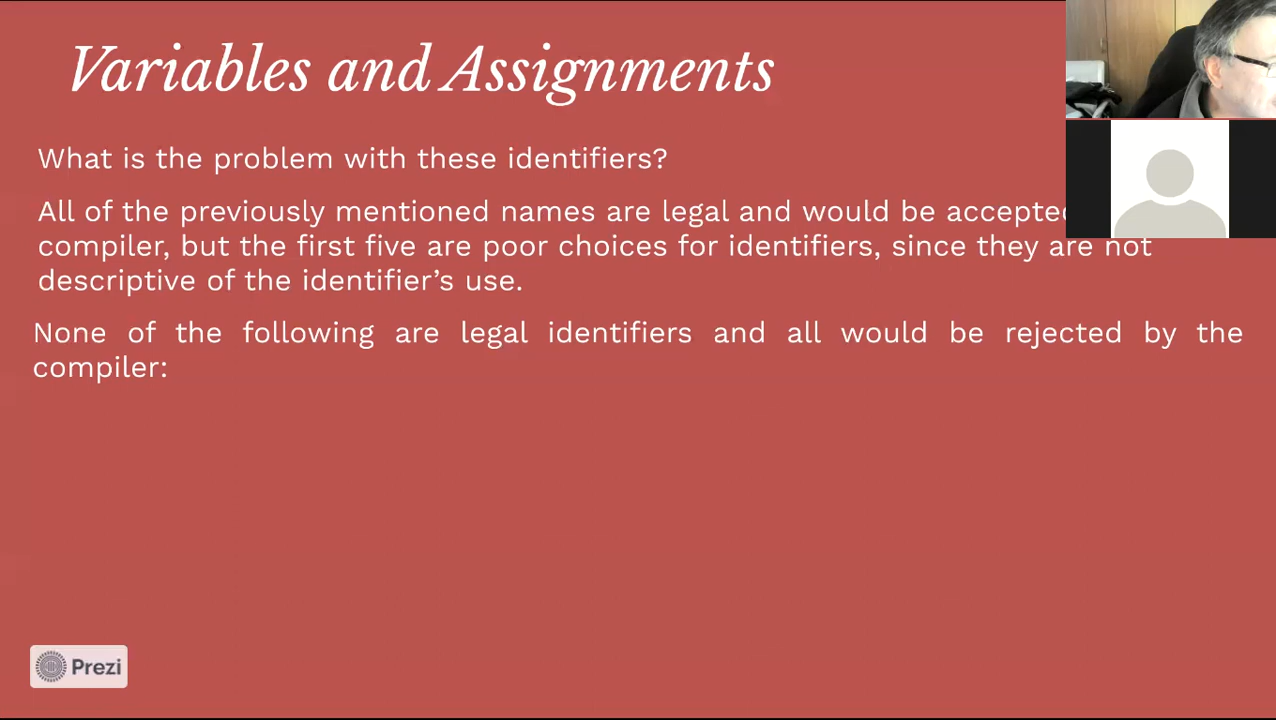 Variables and Assignments
What is the problem with these identifiers?
All of the previously mentioned names are legal and would be accepted
compiler, but the first five are poor choices for identifiers, since they are not
descriptive of the identifier’s use.
None of the following are legal identifiers and all would be rejected by the
compiler:
Prezi